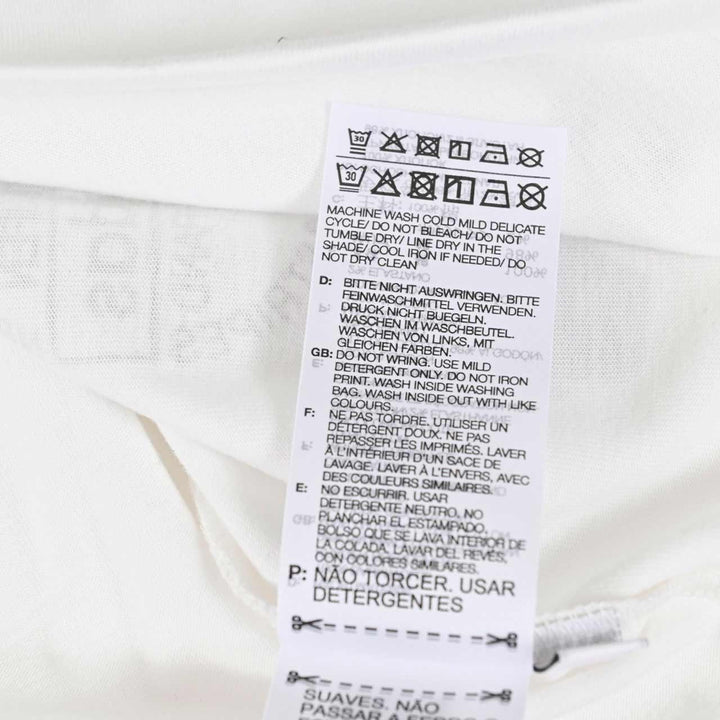 30
30
MACHINE WASH COLD MILD DELICATE
CYCLE/ DO NOT BLEACH/ DO NOT
TUMBLE DRY/ LINE DRY IN THE
SHADE/ COOL IRON IF NEEDED/ DO
NOT DRY CLEAN
D: BITTE NICHT AUSWRINGEN. BITTE
FEINWASCHMITTEL VERWENDEN.
DRUCK NICHT BUEGELN.
WASCHEN IM WASCHBEUTEL.
WASCHEN VON LINKS, MIT
GLEICHEN FARBEN.
GB: DO NOT WRING. USE MILD
DETERGENT ONLY. DO NOT IRON
PRINT. WASH INSIDE WASHING
BAG. WASH INSIDE OUT WITH LIKE
COLOURS.
F: NE PAS TORDRE. UTILISER UN
DÉTERGENT DOUX. NE PAS
REPASSER LES IMPRIMÉS. LAVER
À L'INTÉRIEUR D'UN SACE DE
LAVAGE. LAVER À L'ENVERS, AVEC
DES COULEURS SIMILAIRES.
E: NO ESCURRIR. USAR
DETERGENTE NEUTRO. NO
PLANCHAR EL ESTAMPADO.
BOLSO QUE SE LAVA INTERIOR DE
LA COLADA. LAVAR DEL REVÉS,
CON COLORES SIMILARES.
P: NÃO TORCER. USAR
DETERGENTES
SUAVES. NÃO
PASSAR A FERRO O